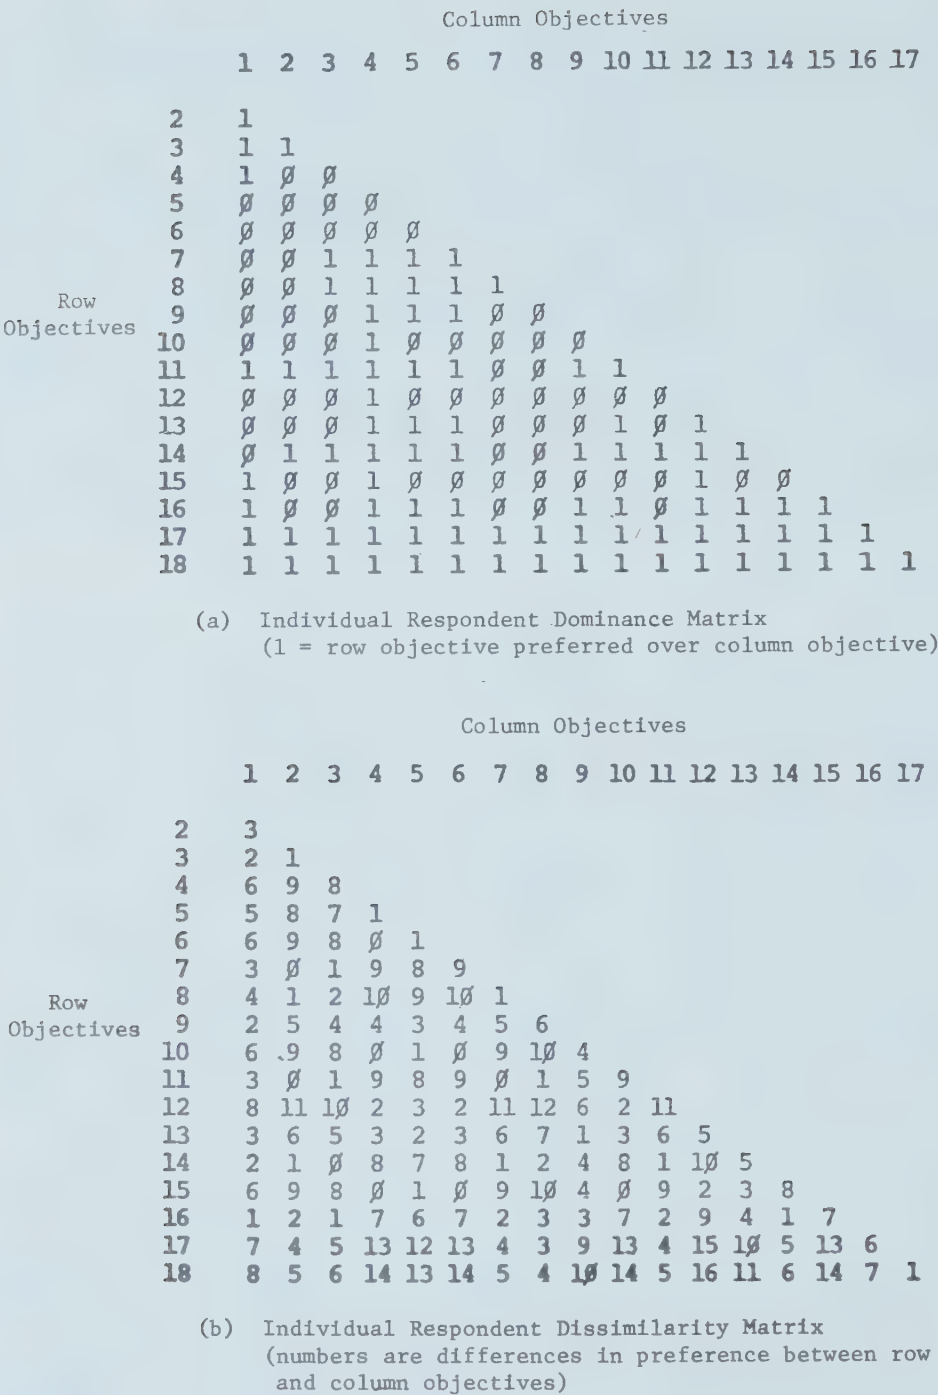 Column Objectives
1 2 3 4 5 6 7 8 9 10 11 12 13 14 15 16 17
2 1
3 1 1
4 1 Ø Ø
5 Ø Ø Ø Ø
6 Ø Ø Ø Ø Ø
7 Ø Ø 1 1 1 1
8 Ø Ø 1 1 1 1 1
Row
9 Ø Ø Ø 1 1 1 Ø Ø
Objectives
10 Ø Ø Ø 1 Ø Ø Ø Ø Ø
11 1 1 1 1 1 1 Ø Ø 1 1
12 Ø Ø Ø 1 Ø Ø Ø Ø Ø Ø Ø
13 Ø Ø Ø 1 1 1 Ø Ø Ø 1 Ø 1
14 Ø 1 1 1 1 1 Ø Ø 1 1 1 1 1
15 1 Ø Ø 1 Ø Ø Ø Ø Ø Ø Ø 1 Ø Ø
16 1 Ø Ø 1 1 1 Ø Ø 1 1 Ø 1 1 1 1
17 1 1 1 1 1 1 1 1 1 1 1 1 1 1 1 1
18 1 1 1 1 1 1 1 1 1 1 1 1 1 1 1 1 1
(a) Individual Respondent Dominance Matrix
(1 = row objective preferred over column objective)
Column Objectives
1 2 3 4 5 6 7 8 9 10 11 12 13 14 15 16 17
2 3
3 2 1
4 6 9 8
5 5 8 7 1
6 6 9 8 Ø 1
7 3 Ø 1 9 8 9
Row
8 4 1 2 1Ø 9 1Ø 1
Objectives
9 2 5 4 4 3 4 5 6
10 6 9 8 Ø 1 Ø 9 1Ø 4
11 3 Ø 1 9 8 9 Ø 1 5 9
12 8 11 1Ø 2 3 2 11 12 6 2 11
13 3 6 5 3 2 3 6 7 1 3 6 5
14 2 1 Ø 8 7 8 1 2 4 8 1 1Ø 5
15 6 9 8 Ø 1 Ø 9 1Ø 4 Ø 9 2 3 8
16 1 2 1 7 6 7 2 3 3 7 2 9 4 1 7
17 7 4 5 13 12 13 4 3 9 13 4 15 1Ø 5 13 6
18 8 5 6 14 13 14 5 4 1Ø 14 5 16 11 6 14 7 1
(b) Individual Respondent Dissimilarity Matrix
(numbers are differences in preference between row
and column objectives)